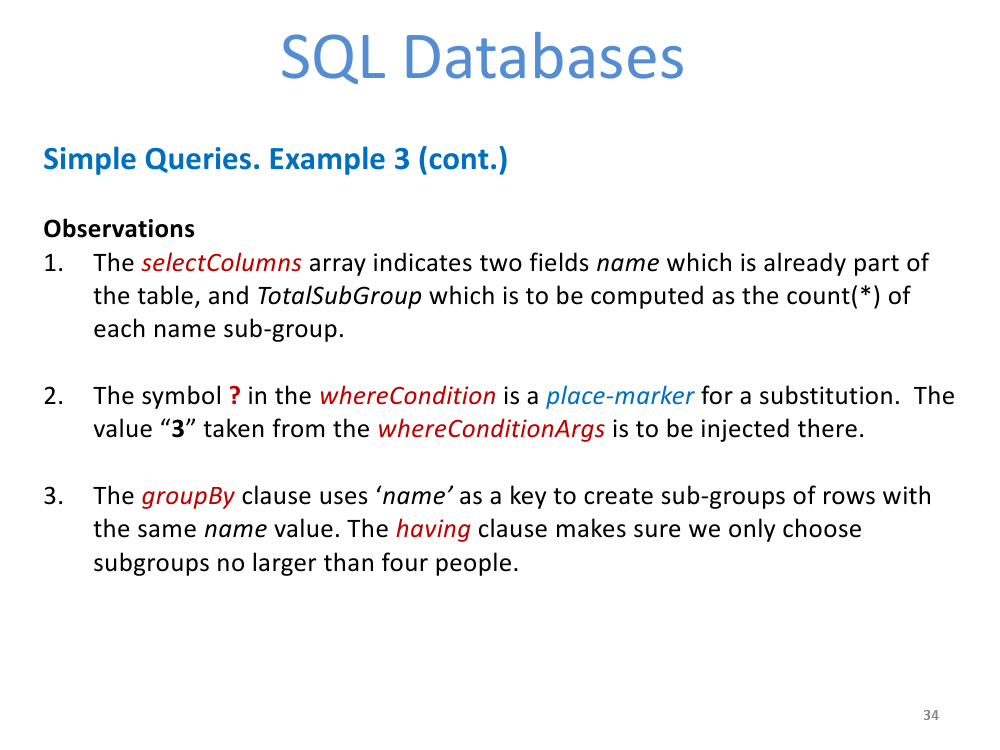 SQL Databases
Simple Queries. Example 3 (cont.)
Observations
1. The selectColumns array indicates two fields name which is already part of
the table, and TotalSubGroup which is to be computed as the count(*) of
each name sub-group.
2. The symbol ? in the whereCondition is a place-marker for a substitution. The
value “3” taken from the whereConditionArgs is to be injected there.
3. The groupBy clause uses ‘name’ as a key to create sub-groups of rows with
the same name value. The having clause makes sure we only choose
subgroups no larger than four people.
34